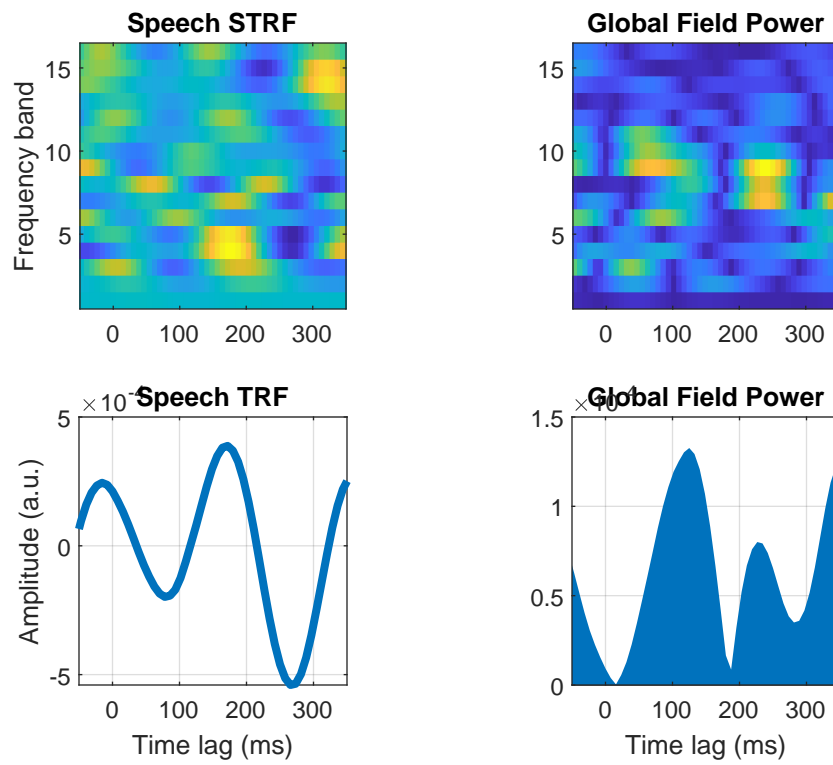 Speech STRF
Frequency band
15
10
5
0 100 200 300
Global Field Power
15
10
5
0 100 200 300
Speech TRF
× 10-4
Amplitude (a.u.)
5
0
-5
0 100 200 300
Time lag (ms)
Global Field Power
1.5
1
0.5
0
0 100 200 300
Time lag (ms)